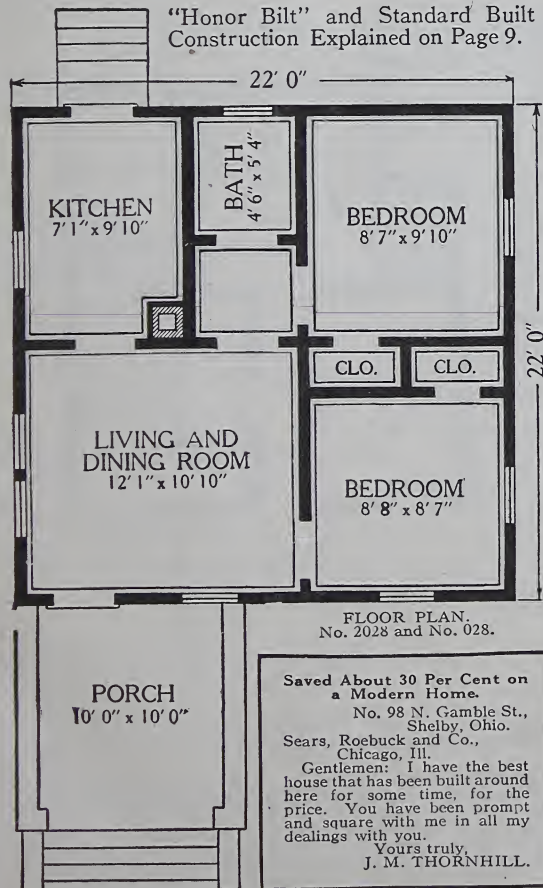 "Honor Bilt" and Standard Built
Construction Explained on Page 9.
22' 0"
KITCHEN
7' 1" x 9' 10"
BATH
4' 6" x 5' 4"
BEDROOM
8' 7" x 9' 10"
22' 0"
CLO.
CLO.
LIVING AND
DINING ROOM
12' 1" x 10' 10"
BEDROOM
8' 8" x 8' 7"
FLOOR PLAN.
No. 2028 and No. 028.
PORCH
10' 0" x 10' 0"
Saved About 30 Per Cent on
a Modern Home.
No. 98 N. Gamble St.,
Shelby, Ohio.
Sears, Roebuck and Co.,
Chicago, Ill.
Gentlemen: I have the best
house that has been built around
here for some time, for the
price. You have been prompt
and square with me in all my
dealings with you.
Yours truly,
J. M. THORNHILL.